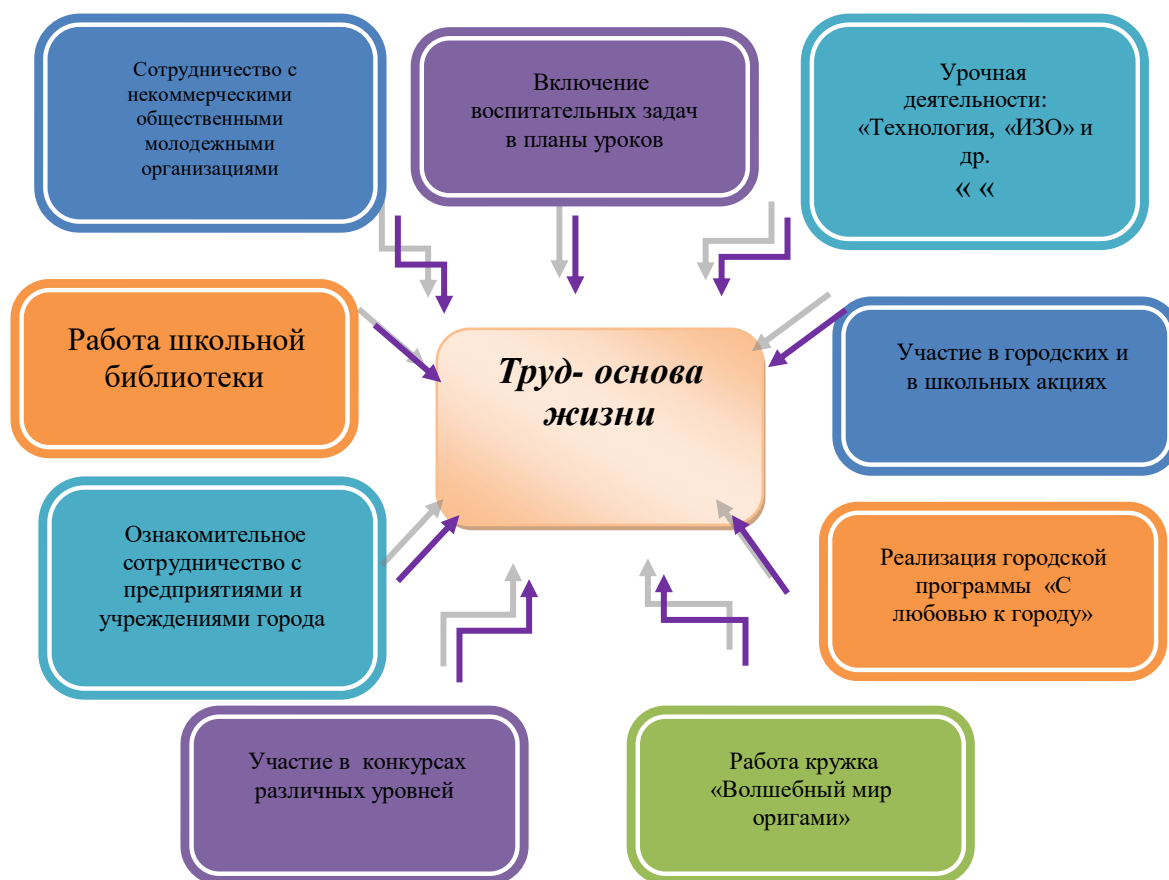 Сотрудничество с
некоммерческими
общественными
молодежными
организациями
Включение
воспитательных задач
в планы уроков
Урочная
деятельности:
«Технология, «ИЗО» и
др.
« «
Работа школьной
библиотеки
Труд- основа
жизни
Участие в городских и
в школьных акциях
Ознакомительное
сотрудничество с
предприятиями и
учреждениями города
Реализация городской
программы «С
любовью к городу»
Участие в конкурсах
различных уровней
Работа кружка
«Волшебный мир
оригами»